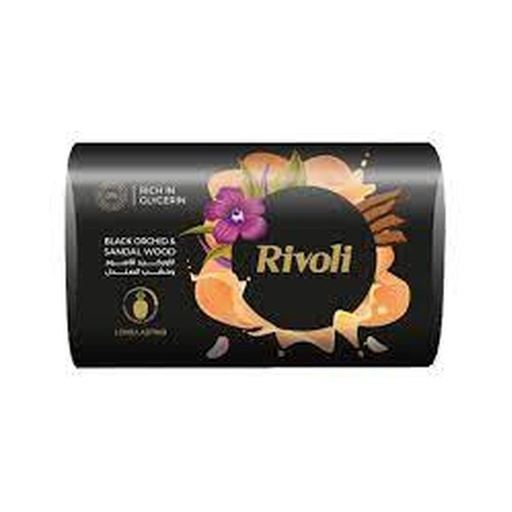 RICH IN
GLYCERIN
BLACK ORCHID &
SANDAL WOOD
الأوركيد الأسود
وخشب الصندل
LONG LASTING
Rivoli